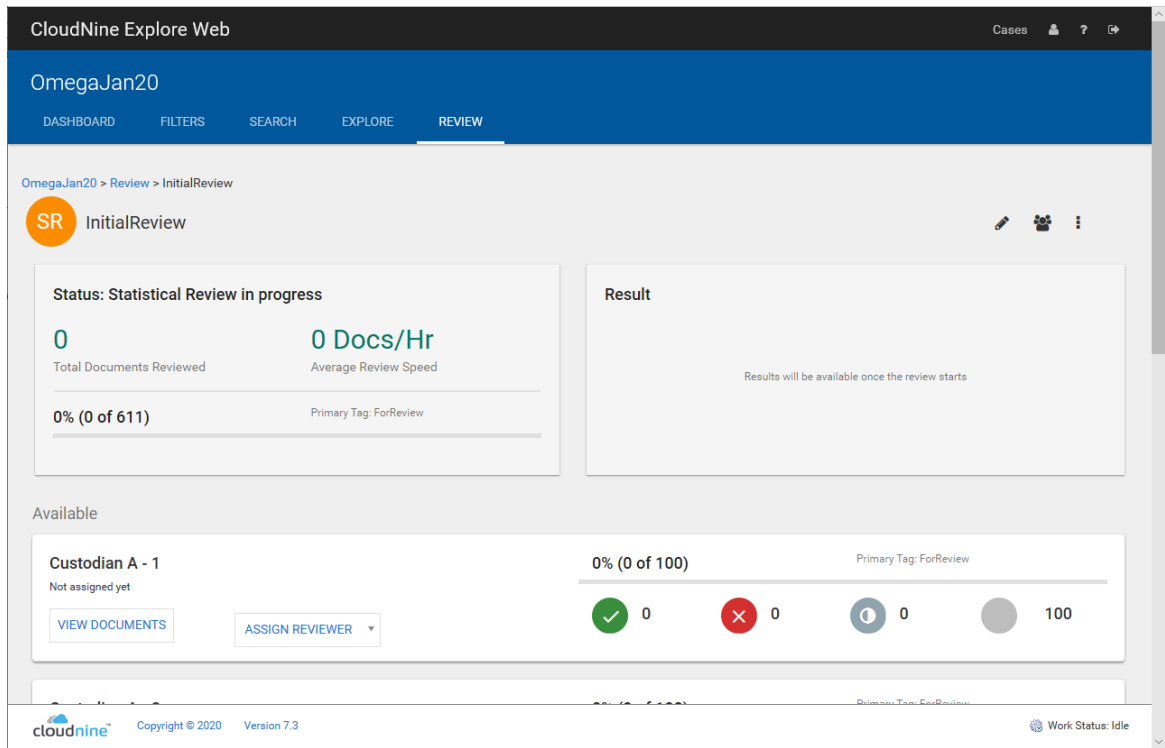 CloudNine Explore Web
Cases ?
OmegaJan20
DASHBOARD FILTERS SEARCH EXPLORE REVIEW
OmegaJan20 > Review > InitialReview
SR InitialReview
Status: Statistical Review in progress
0 0 Docs/Hr
Total Documents Reviewed Average Review Speed
0% (0 of 611) Primary Tag: ForReview
Result
Results will be available once the review starts
Available
Custodian A - 1
Not assigned yet
VIEW DOCUMENTS ASSIGN REVIEWER
0% (0 of 100) Primary Tag: ForReview
0 0 0 100
cloudnine™ Copyright © 2020 Version 7.3 Work Status: Idle